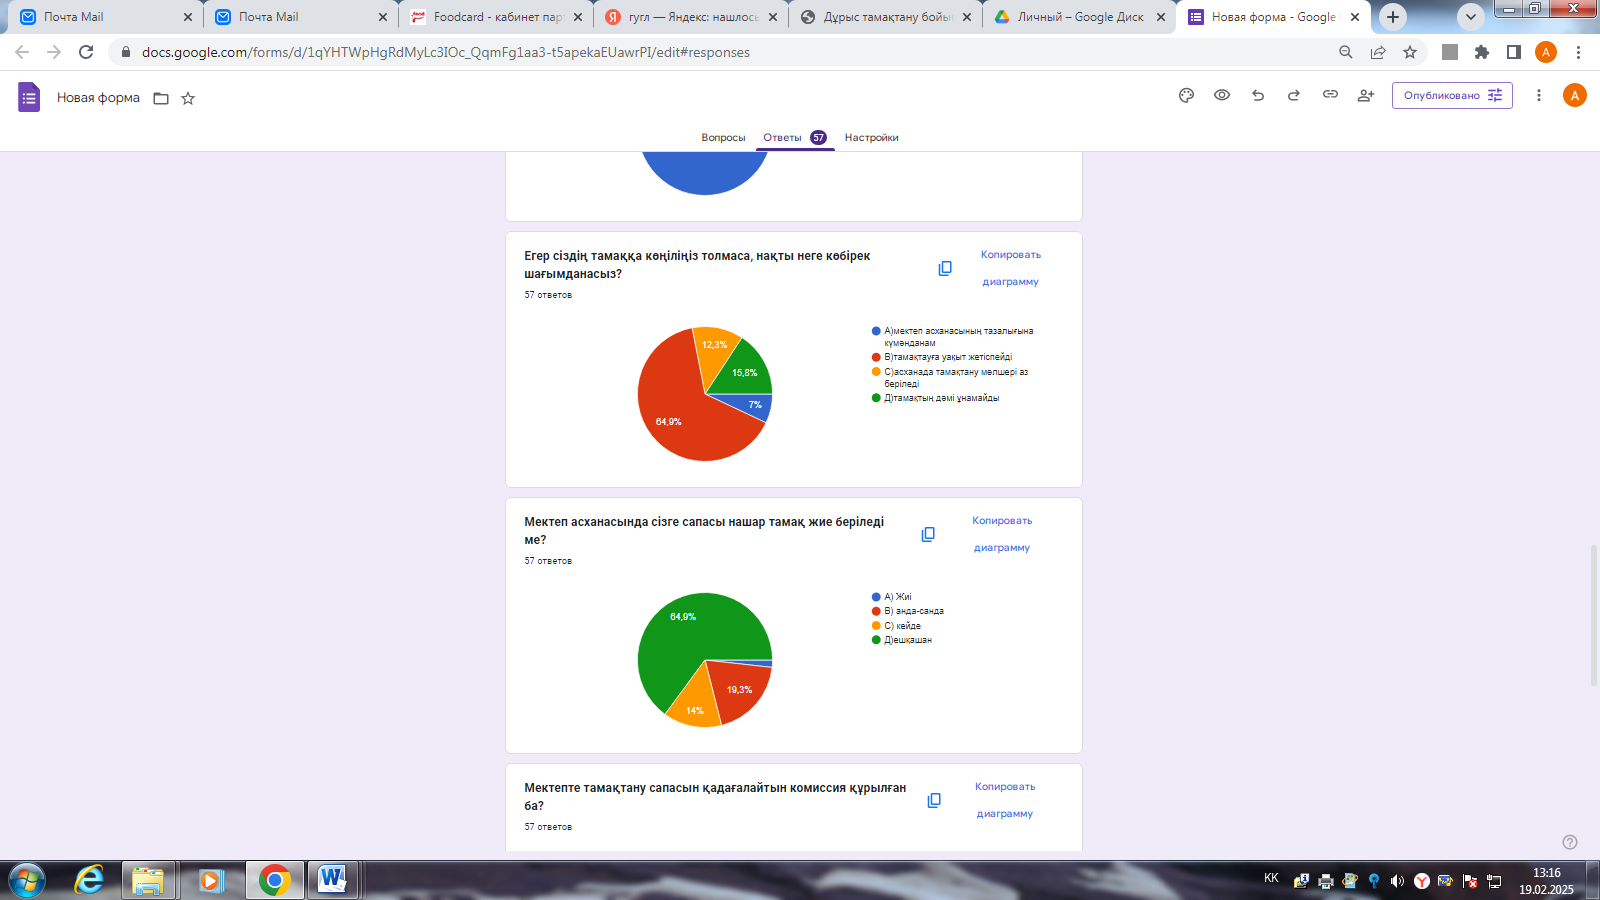 Почта Mail
Почта Mail
Foodcard - кабинет пар
гугл — Яндекс: нашлось
Дұрыс тамақтану бойы
Личный – Google Диск
Новая форма - Google
docs.google.com/forms/d/1qYHTWpHgRdMyLc3IOc_QqmFg1aa3-t5apekaEUawrPI/edit#responses
A
Новая форма
Опубликовано
A
Вопросы
Ответы 57
Настройки
Егер сіздің тамаққа көңіліңіз толмаса, нақты неге көбірек
шағымданасыз?
57 ответов
Копировать
диаграмму
12,3%
15,8%
7%
64,9%
А)мектеп асханасының тазалығына
күмәнданам
В)тамақтауға уақыт жетіспейді
С)асханада тамақтану мөлшері аз
беріледі
Д)тамақтың дәмі ұнамайды
Мектеп асханасында сізге сапасы нашар тамақ жие беріледі
ме?
57 ответов
Копировать
диаграмму
64,9%
19,3%
14%
А) Жиі
В) анда-санда
С) кейде
Д)ешқашан
Мектепте тамақтану сапасын қадағалайтын комиссия құрылған
ба?
57 ответов
Копировать
диаграмму
KK
13:16
19.02.2025